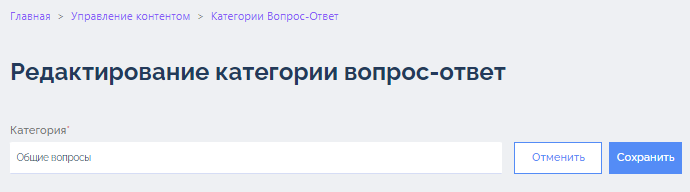 Главная > Управление контентом > Категории Вопрос-Ответ
Редактирование категории вопрос-ответ
Категория*
Общие вопросы Отменить Сохранить